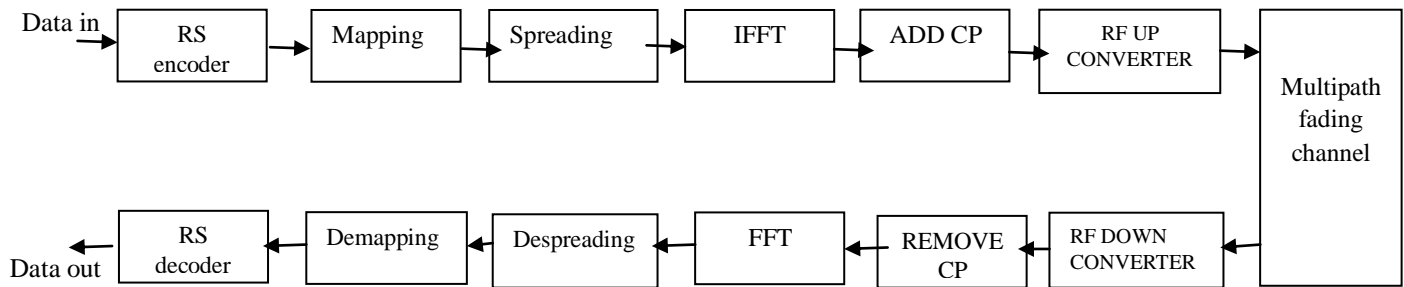 Data in
RS
encoder
Mapping
Spreading
IFFT
ADD CP
RF UP
CONVERTER
Multipath
fading
channel
RS
decoder
Demapping
Despreading
FFT
REMOVE
CP
RF DOWN
CONVERTER
Data out